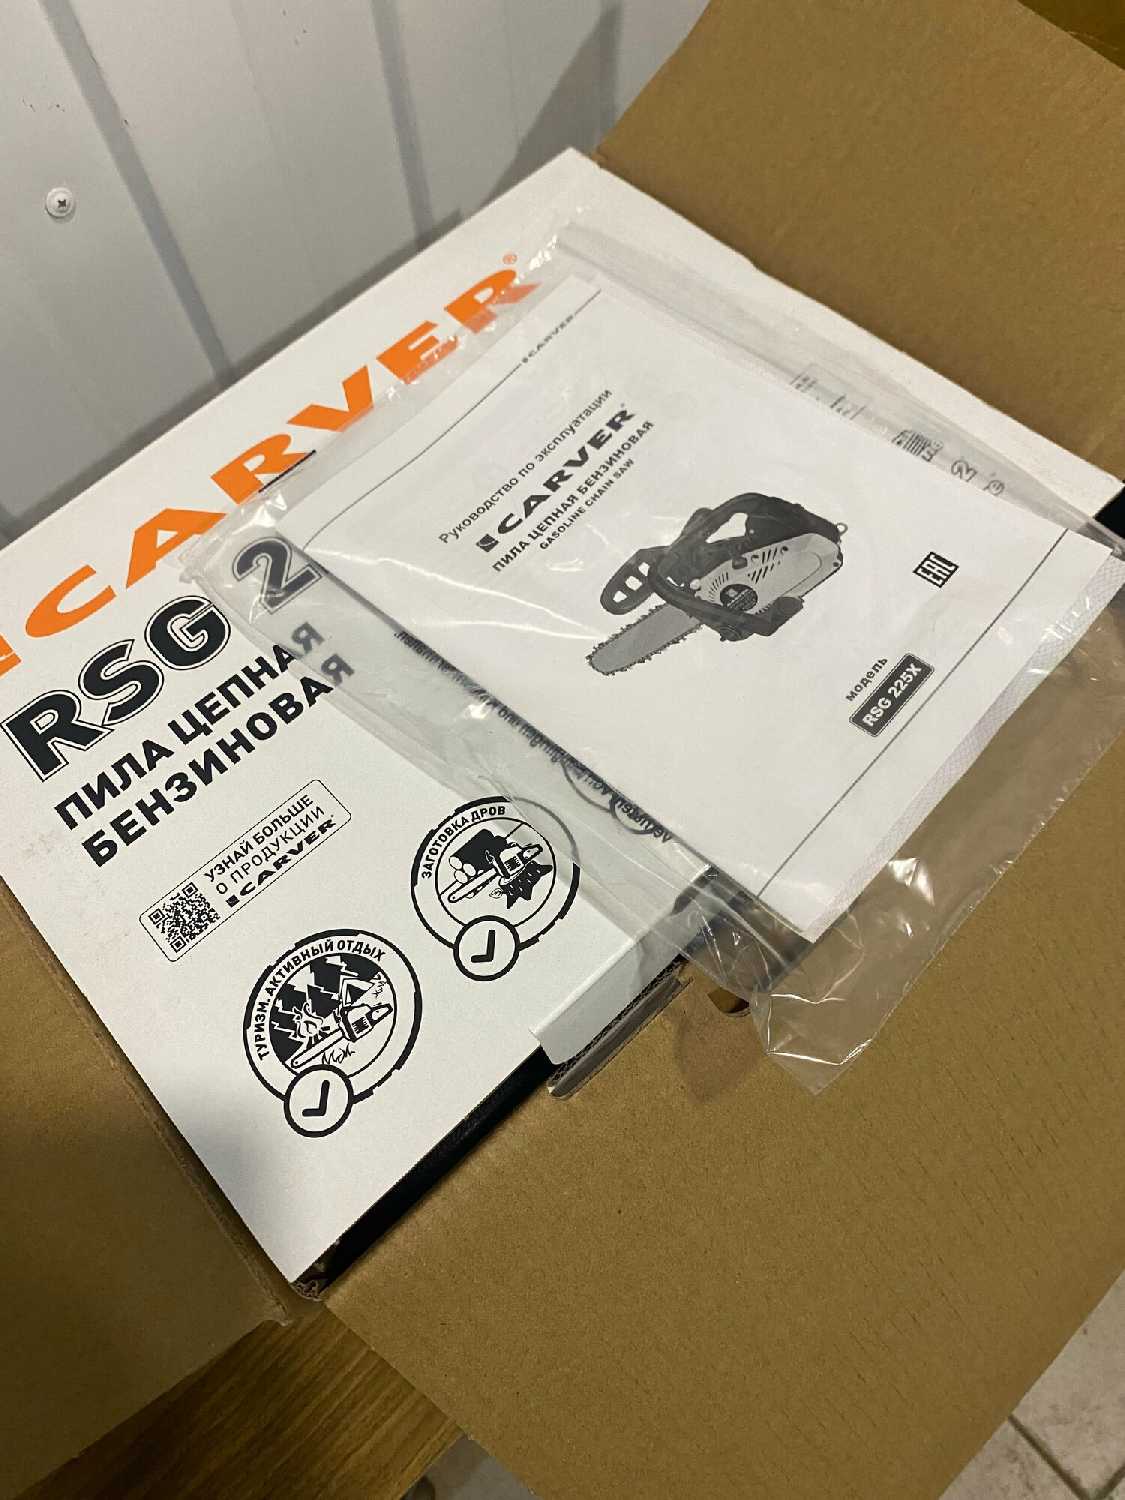 CARVER®
RSG 2
ПИЛА ЦЕПНАЯ
БЕНЗИНОВАЯ
УЗНАЙ БОЛЬШЕ
О ПРОДУКЦИИ
CARVER®
ЗАГОТОВКА ДРОВ
ТУРИЗМ, АКТИВНЫЙ ОТДЫХ
CARVER
Руководство по эксплуатации
CARVER®
ПИЛА ЦЕПНАЯ БЕНЗИНОВАЯ
GASOLINE CHAIN SAW
EAC
модель
RSG 225X